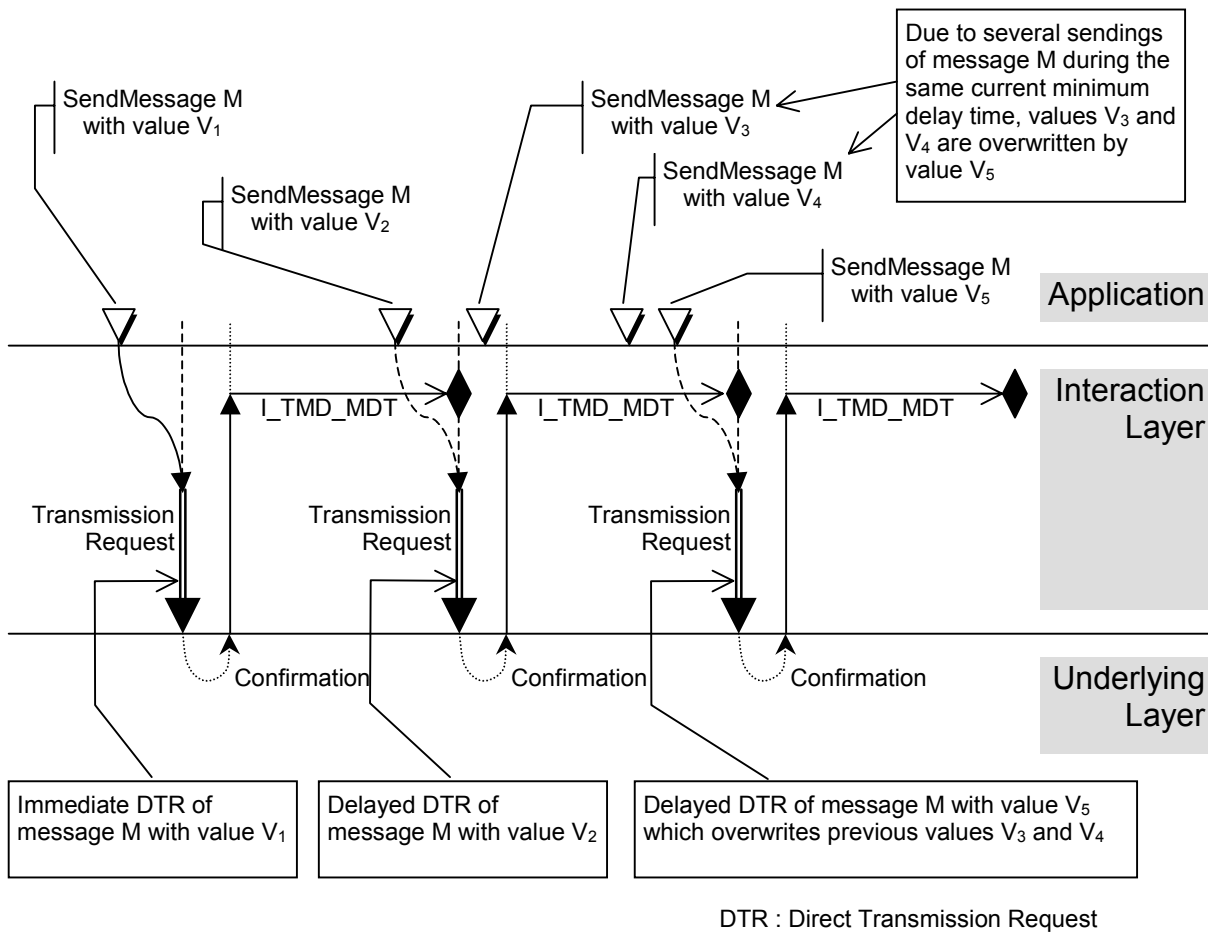 Due to several sendings
of message M during the
same current minimum
delay time, values V₃ and
V₄ are overwritten by
value V₅
SendMessage M
with value V₁
SendMessage M
with value V₃
SendMessage M
with value V₂
SendMessage M
with value V₄
SendMessage M
with value V₅
Application
Interaction
Layer
I_TMD_MDT
I_TMD_MDT
I_TMD_MDT
Transmission
Request
Transmission
Request
Transmission
Request
Confirmation
Confirmation
Confirmation
Underlying
Layer
Immediate DTR of
message M with value V₁
Delayed DTR of
message M with value V₂
Delayed DTR of message M with value V₅
which overwrites previous values V₃ and V₄
DTR : Direct Transmission Request